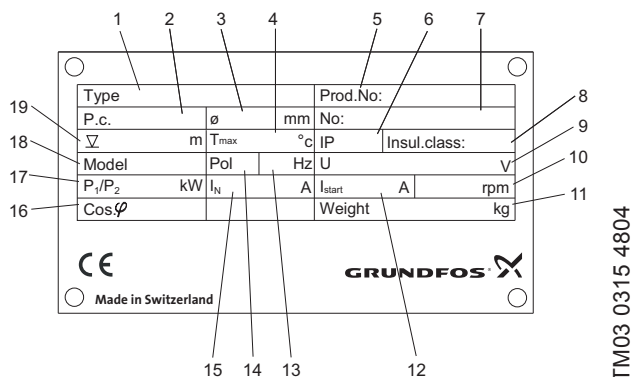 1 2 3 4 5 6 7
Type Prod.No:
P.c. ø mm No:
19 ▽ m Tmax °c IP Insul.class: 8
18 Model Pol Hz U V 9
17 P1/P2 kW IN A Istart A rpm 10
16 Cos.φ Weight kg 11
CE GRUNDFOS
Made in Switzerland
15 14 13 12
TM03 0315 4804